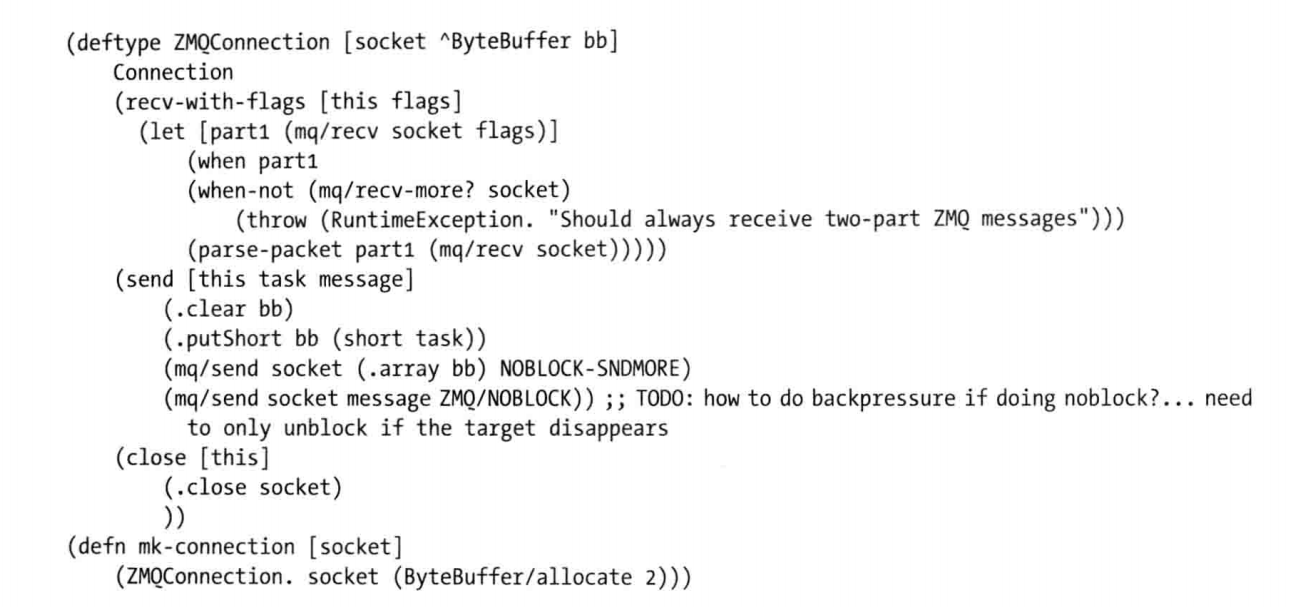 (deftype ZMQConnection [socket ^ByteBuffer bb]
    Connection
    (recv-with-flags [this flags]
      (let [part1 (mq/recv socket flags)]
          (when part1
          (when-not (mq/recv-more? socket)
              (throw (RuntimeException. "Should always receive two-part ZMQ messages")))
          (parse-packet part1 (mq/recv socket)))))
    (send [this task message]
        (.clear bb)
        (.putShort bb (short task))
        (mq/send socket (.array bb) NOBLOCK-SNDMORE)
        (mq/send socket message ZMQ/NOBLOCK)) ;; TODO: how to do backpressure if doing noblock?... need
          to only unblock if the target disappears
    (close [this]
        (.close socket)
        ))
(defn mk-connection [socket]
    (ZMQConnection. socket (ByteBuffer/allocate 2)))